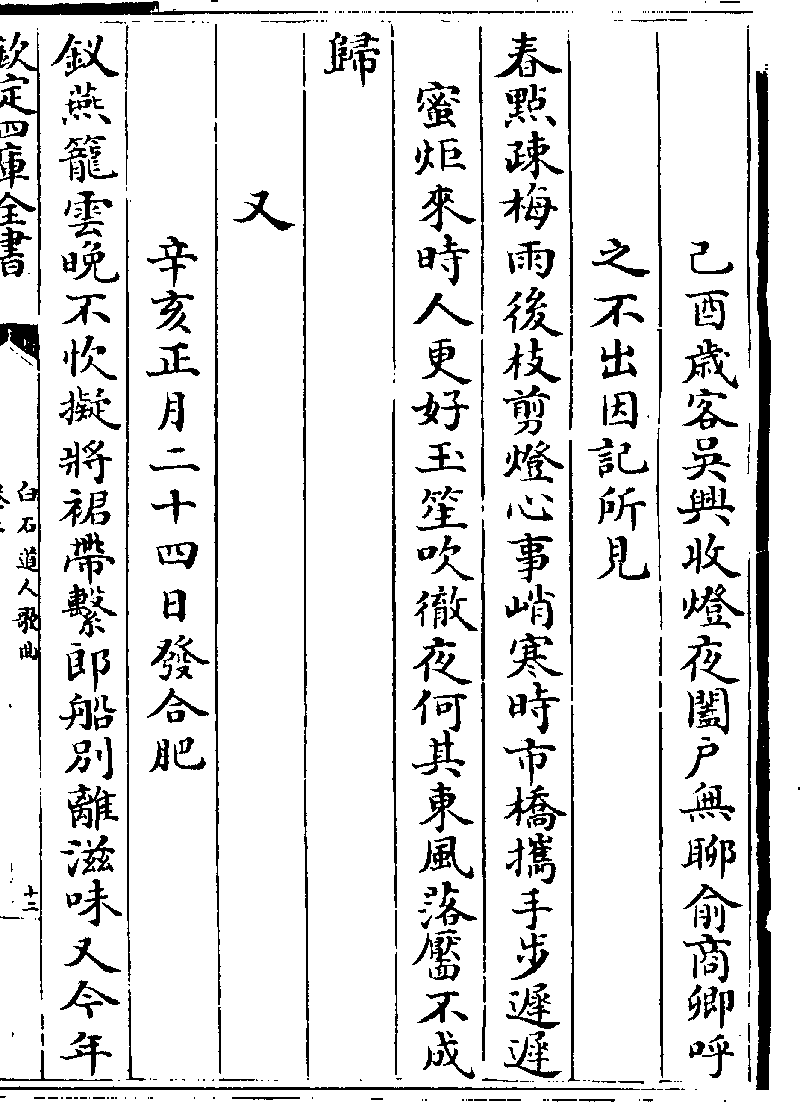 己酉歲客吳興收燈夜闔户無聊俞商卿呼
之不出因記所見
春點疎梅雨後枝剪燈心事峭寒時市橋攜手步遲遲
蜜炬來時人更好玉笙吹徹夜何其東風落靨不成
歸
又
辛亥正月二十四日發合肥
釵燕籠雲晚不忺擬將裙帶繫郎船別離滋味又今年
欽定四庫全書
白石道人歌曲
十二